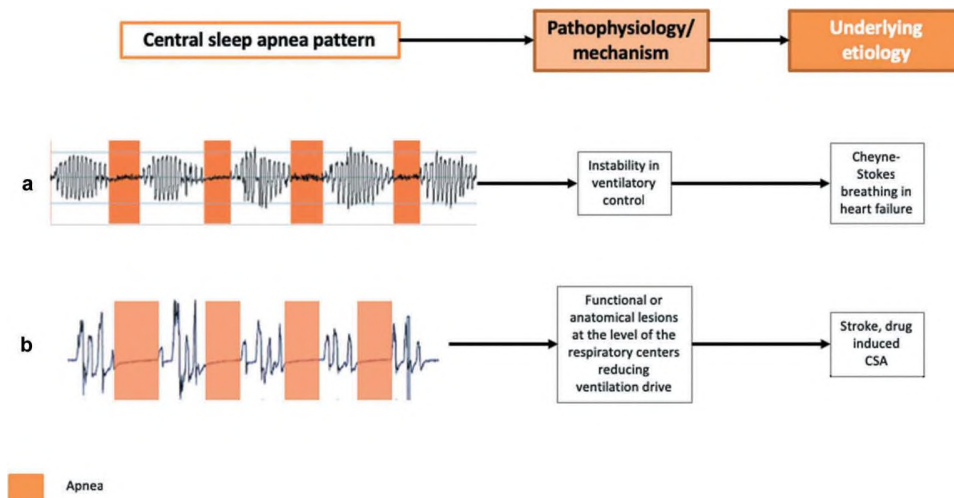 Central sleep apnea pattern
Pathophysiology/
mechanism
Underlying
etiology
a
Instability in
ventilatory
control
Cheyne-
Stokes
breathing in
heart failure
b
Functional or
anatomical lesions
at the level of the
respiratory centers
reducing
ventilation drive
Stroke, drug
induced
CSA
Apnea